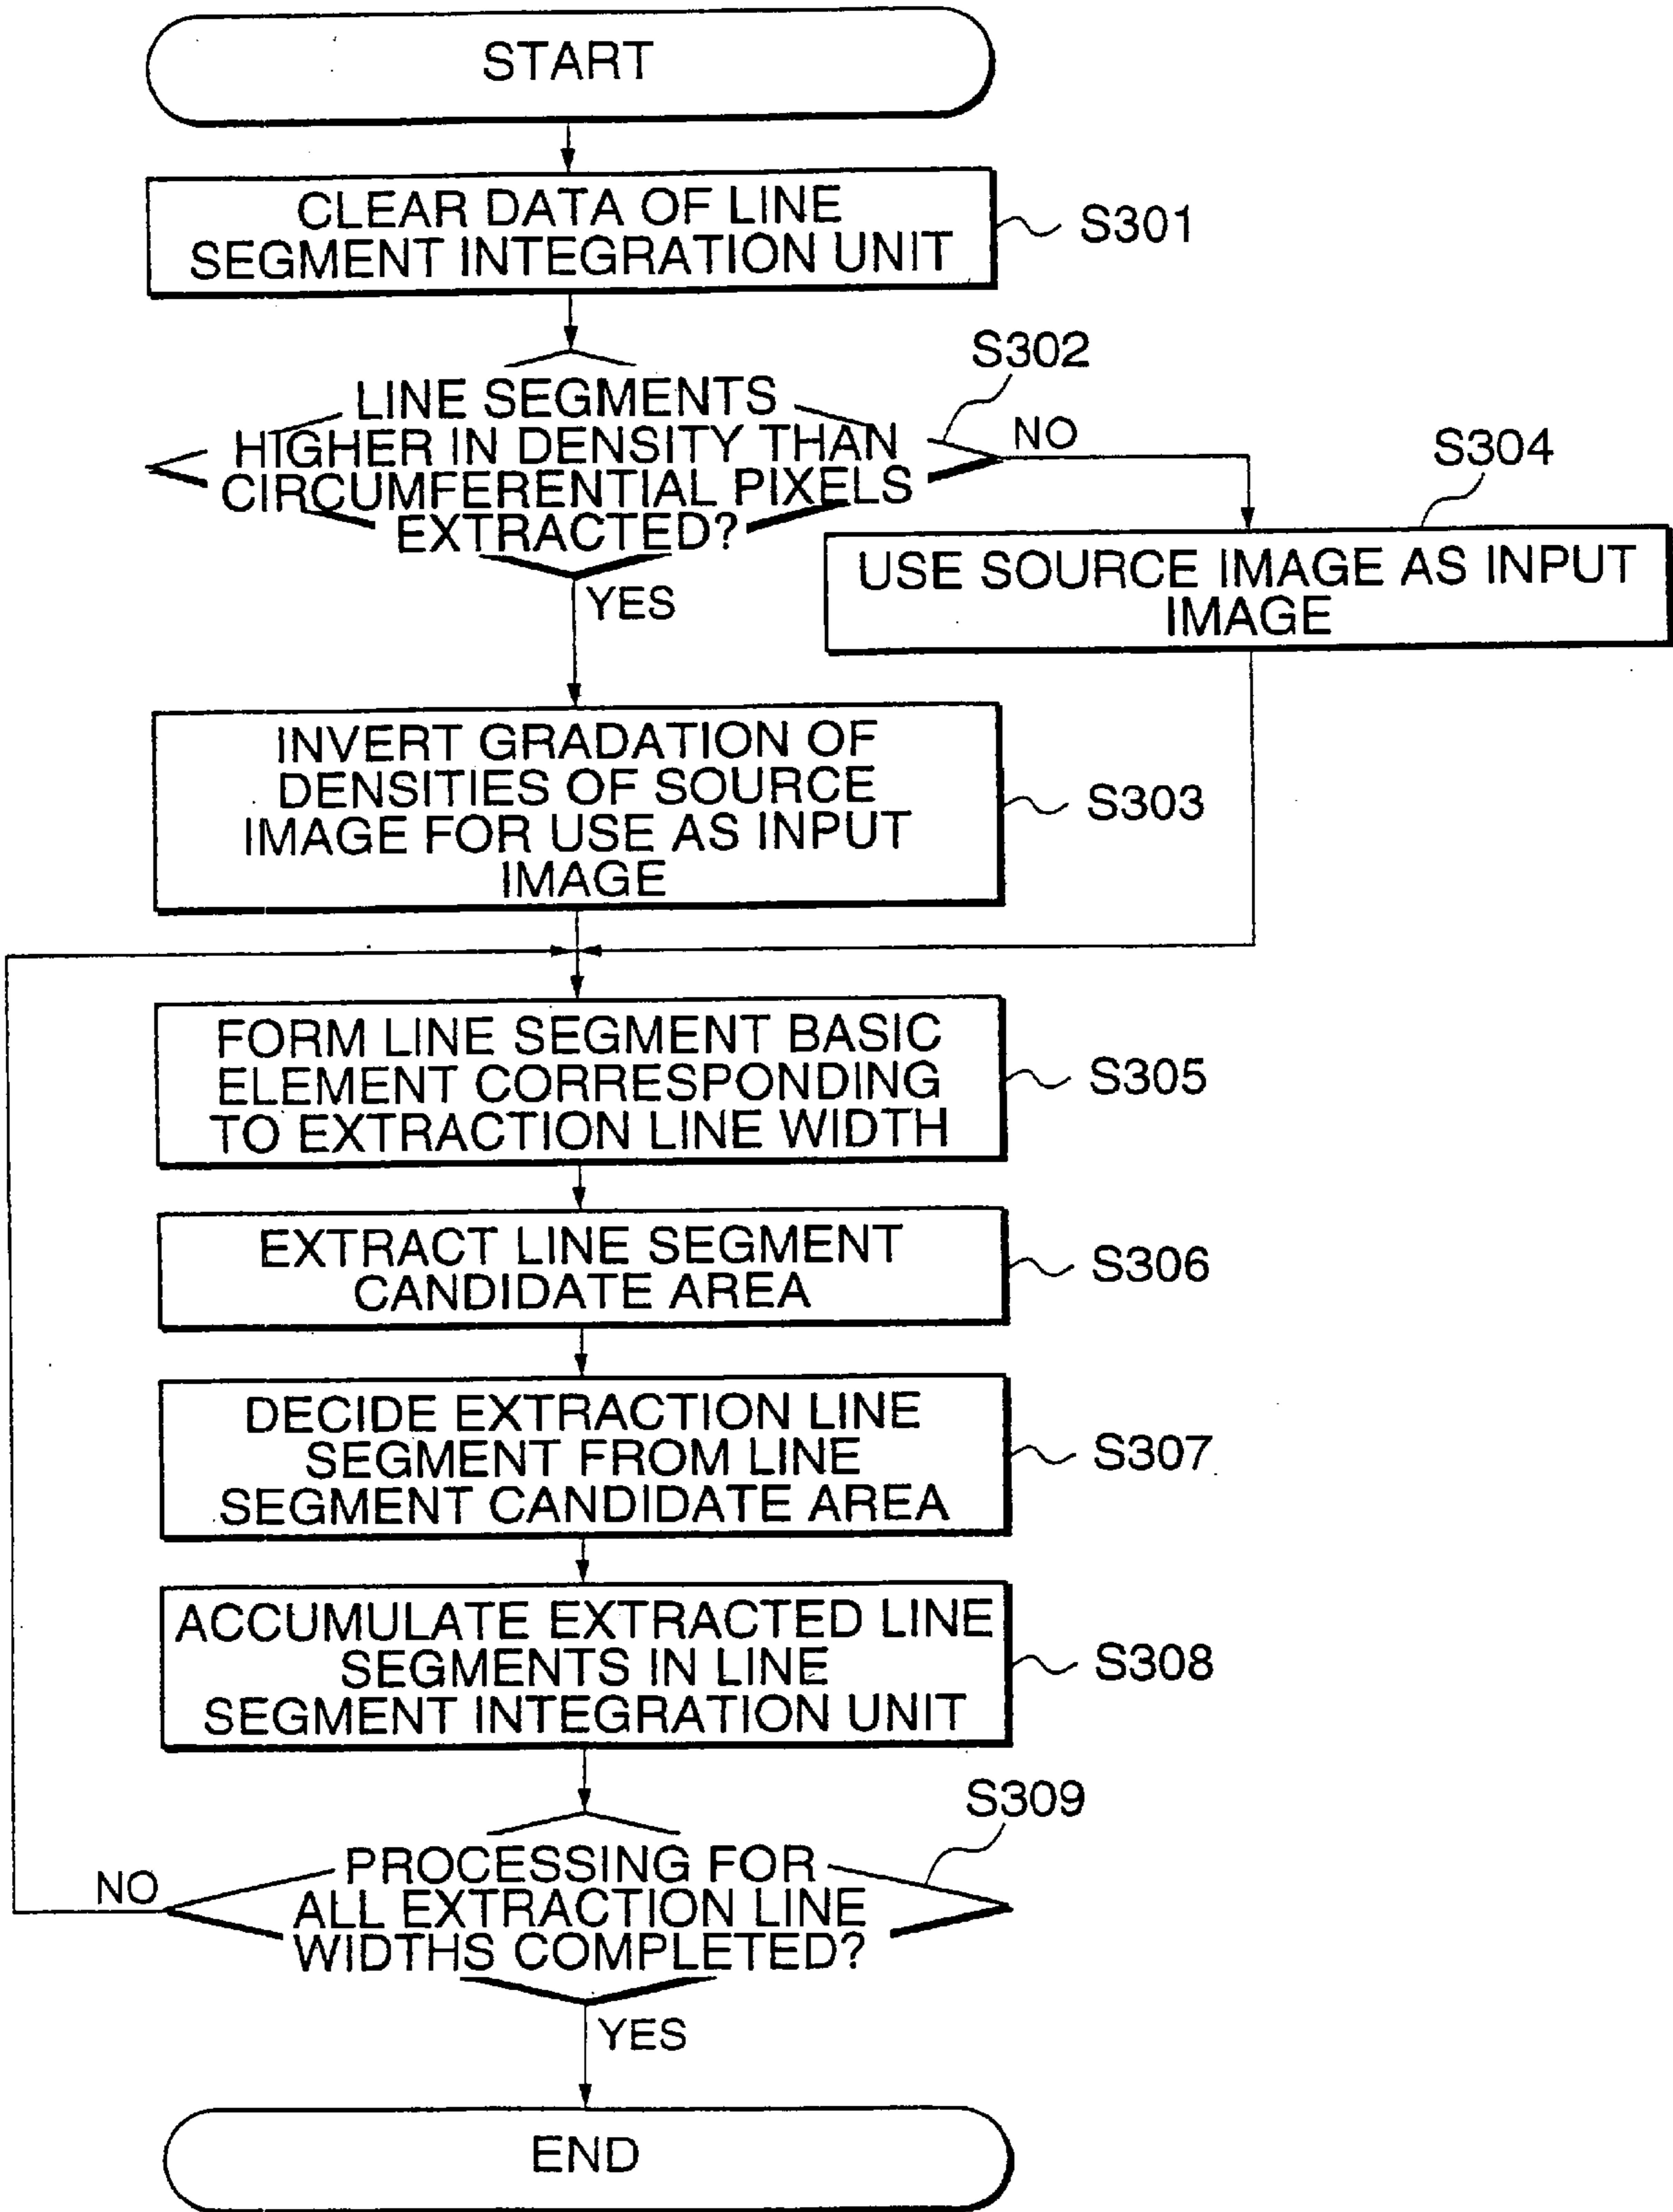 START
CLEAR DATA OF LINE
SEGMENT INTEGRATION UNIT
S301
S302
LINE SEGMENTS
HIGHER IN DENSITY THAN
CIRCUMFERENTIAL PIXELS
EXTRACTED?
NO
YES
S304
USE SOURCE IMAGE AS INPUT
IMAGE
INVERT GRADATION OF
DENSITIES OF SOURCE
IMAGE FOR USE AS INPUT
IMAGE
S303
FORM LINE SEGMENT BASIC
ELEMENT CORRESPONDING
TO EXTRACTION LINE WIDTH
S305
EXTRACT LINE SEGMENT
CANDIDATE AREA
S306
DECIDE EXTRACTION LINE
SEGMENT FROM LINE
SEGMENT CANDIDATE AREA
S307
ACCUMULATE EXTRACTED LINE
SEGMENTS IN LINE
SEGMENT INTEGRATION UNIT
S308
S309
PROCESSING FOR
ALL EXTRACTION LINE
WIDTHS COMPLETED?
NO
YES
END